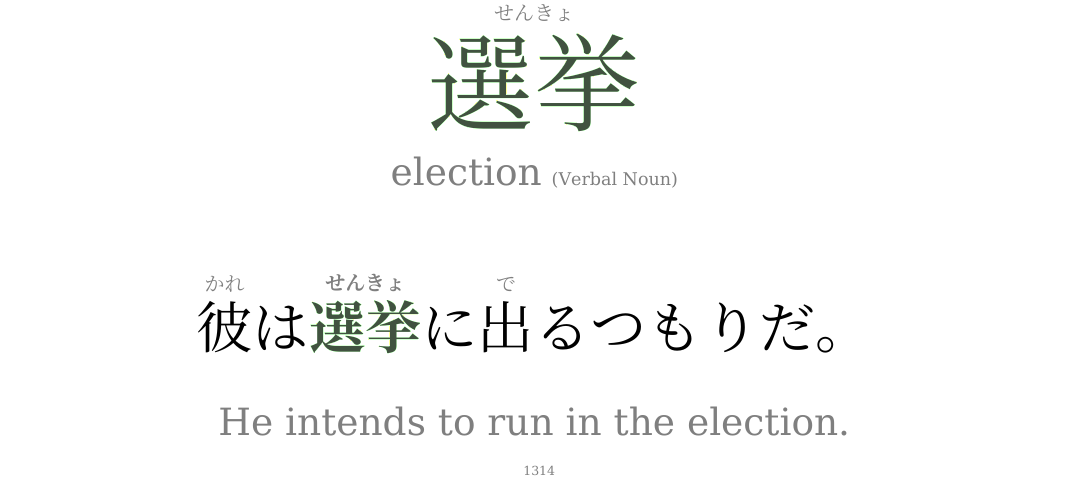 せんきょ
選挙
election (Verbal Noun)
かれ せんきょ で
彼は選挙に出るつもりだ。
He intends to run in the election.
1314